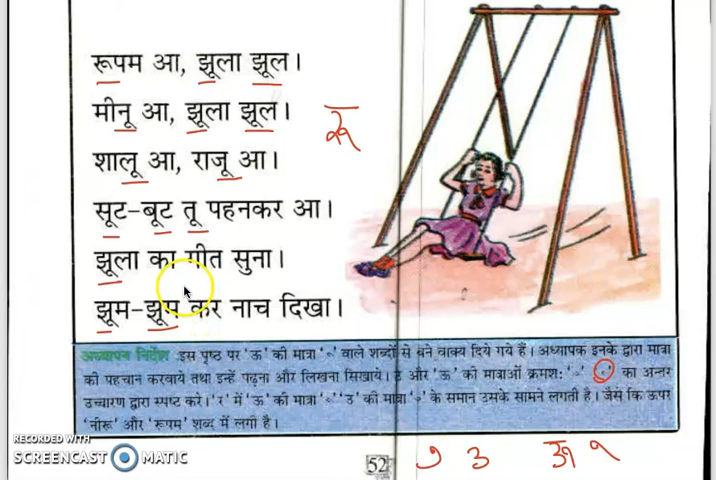 रूपम आ, झूला झूल।
मीनू आ, झूला झूल।
रू
शालू आ, राजू आ।
सूट-बूट तू पहनकर आ।
झूला का गीत सुना।
झूम-झूम कर नाच दिखा।
अध्यापन निर्देश इस पृष्ठ पर 'ऊ' की मात्रा 'ू' वाले शब्दों से बने वाक्य दिये गये हैं। अध्यापक इनके द्वारा मात्रा
की पहचान करवाये तथा इन्हें पढ़ना और लिखना सिखाये। उ और 'ऊ' की मात्राओं क्रमशः 'ु' 'ू' का अन्तर
उच्चारण द्वारा स्पष्ट करे। 'र' में 'ऊ' की मात्रा 'ू' 'उ' की मात्रा 'ु' के समान उसके सामने लगती है। जैसे कि ऊपर
'नीरू' और 'रूपम' शब्द में लगी है।
RECORDED WITH
SCREENCAST MATIC
52
ु उ ऊ ू